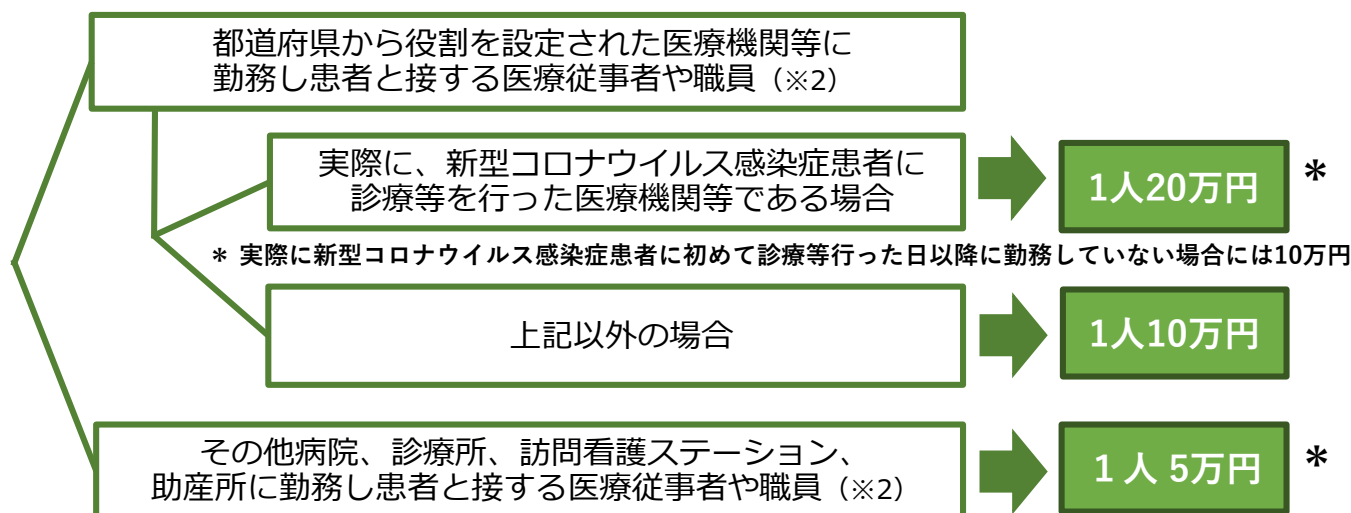 都道府県から役割を設定された医療機関等に
勤務し患者と接する医療従事者や職員（※2）
実際に、新型コロナウイルス感染症患者に
診療等を行った医療機関等である場合
1人20万円
*
* 実際に新型コロナウイルス感染症患者に初めて診療等行った日以降に勤務していない場合には10万円
上記以外の場合
1人10万円
その他病院、診療所、訪問看護ステーション、
助産所に勤務し患者と接する医療従事者や職員（※2）
1 人 5万円
*